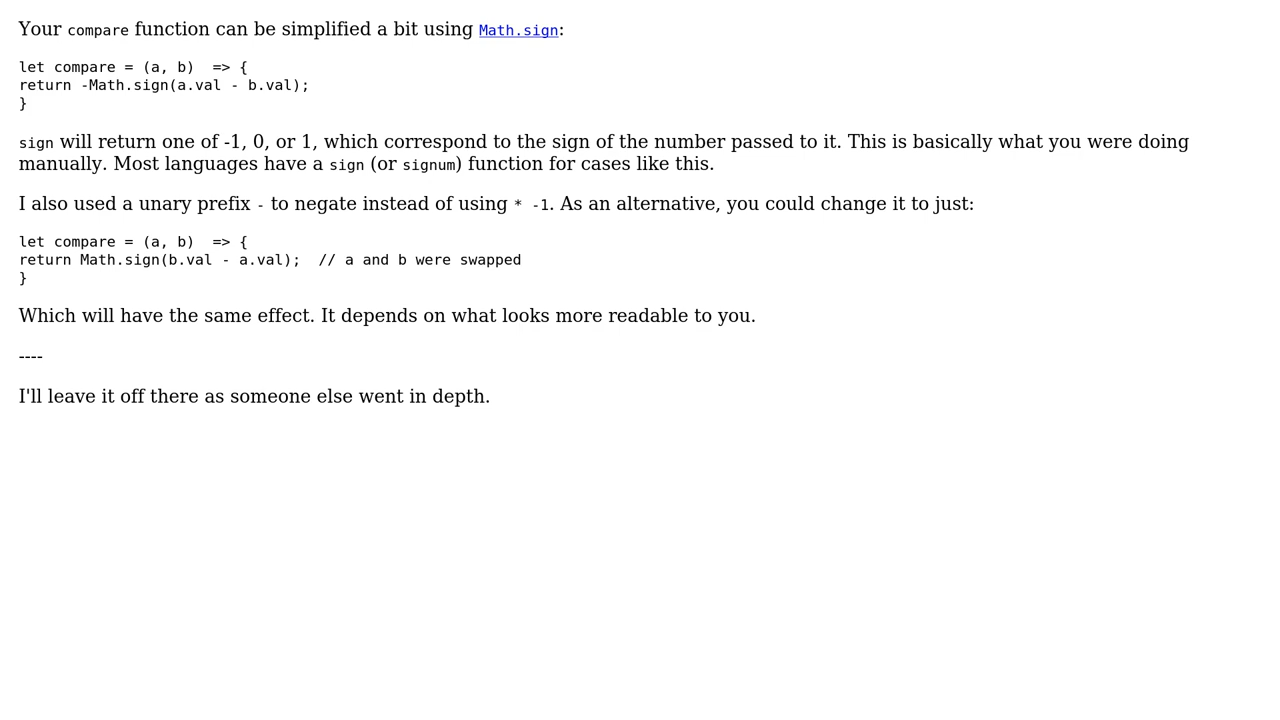 Your compare function can be simplified a bit using Math.sign:
let compare = (a, b)  => {
return -Math.sign(a.val - b.val);
}
sign will return one of -1, 0, or 1, which correspond to the sign of the number passed to it. This is basically what you were doing
manually. Most languages have a sign (or signum) function for cases like this.
I also used a unary prefix - to negate instead of using * -1. As an alternative, you could change it to just:
let compare = (a, b)  => {
return Math.sign(b.val - a.val);  // a and b were swapped
}
Which will have the same effect. It depends on what looks more readable to you.
----
I'll leave it off there as someone else went in depth.